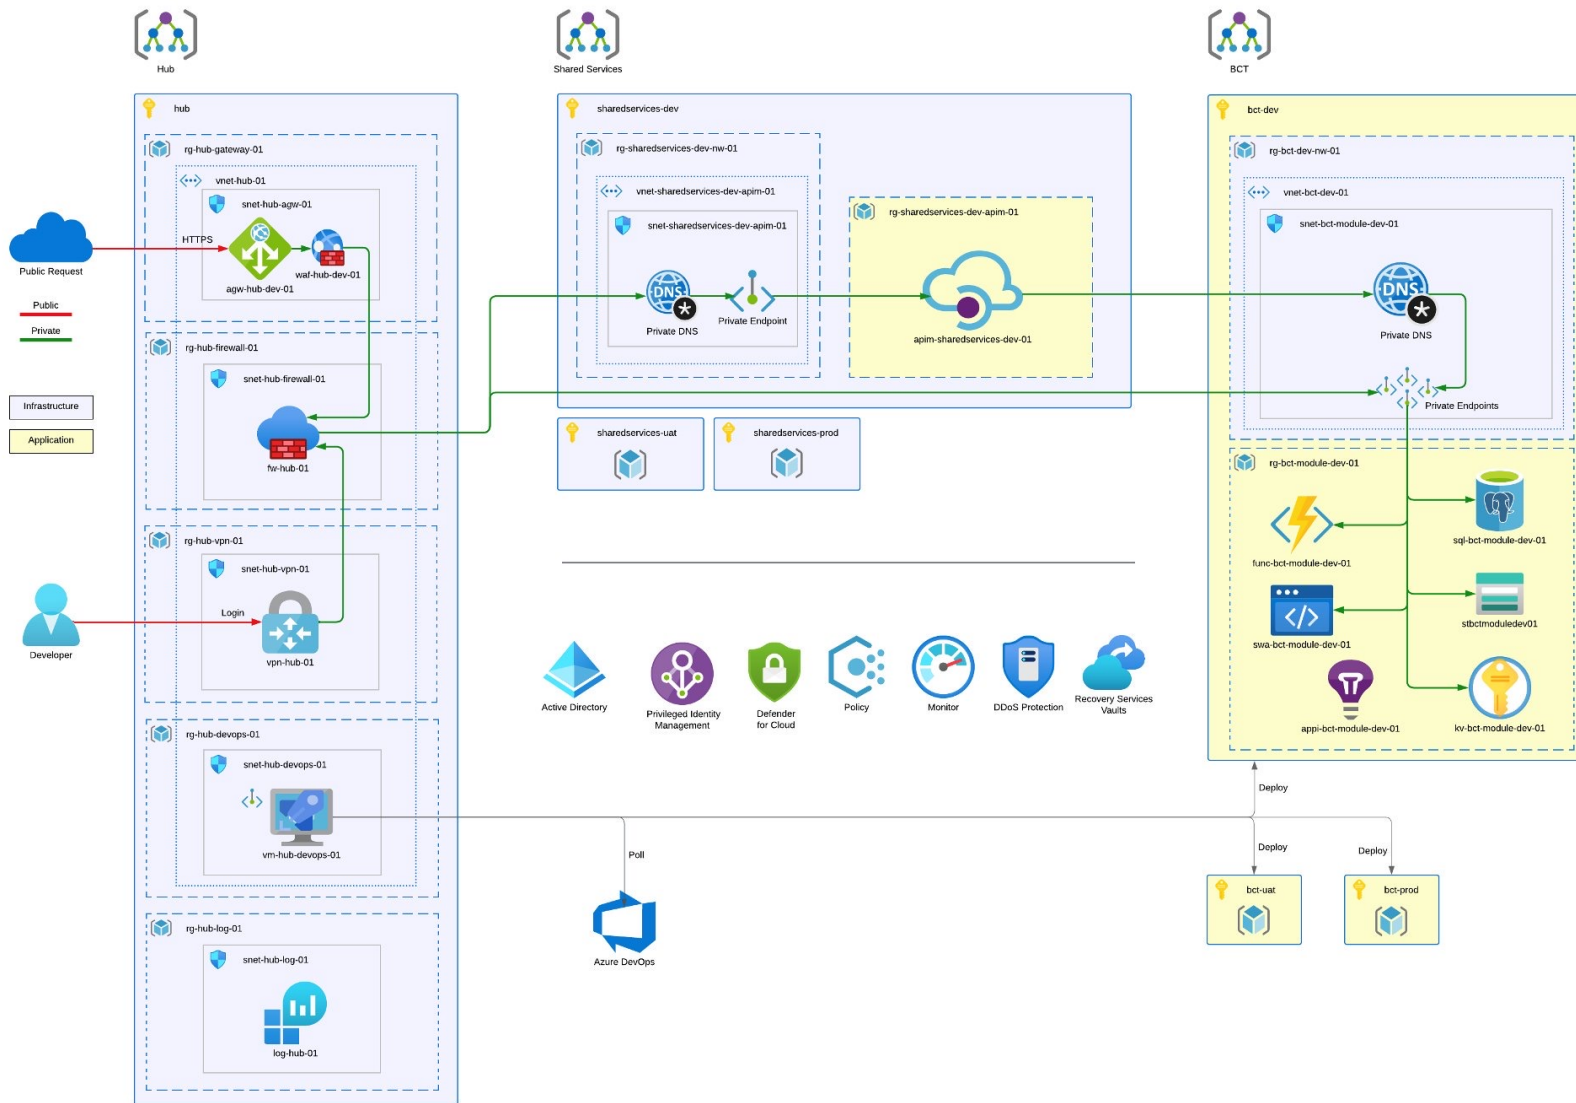 Hub
Shared Services
BCT
hub
rg-hub-gateway-01
vnet-hub-01
snet-hub-agw-01
HTTPS
agw-hub-dev-01
waf-hub-dev-01
Public Request
Public
Private
Infrastructure
Application
rg-hub-firewall-01
snet-hub-firewall-01
fw-hub-01
rg-hub-vpn-01
snet-hub-vpn-01
Login
vpn-hub-01
Developer
rg-hub-devops-01
snet-hub-devops-01
vm-hub-devops-01
rg-hub-log-01
snet-hub-log-01
log-hub-01
sharedservices-dev
rg-sharedservices-dev-nw-01
vnet-sharedservices-dev-apim-01
snet-sharedservices-dev-apim-01
DNS
Private DNS
Private Endpoint
rg-sharedservices-dev-apim-01
apim-sharedservices-dev-01
sharedservices-uat
sharedservices-prod
Active Directory
Privileged Identity
Management
Defender
for Cloud
Policy
Monitor
DDoS Protection
Recovery Services
Vaults
Poll
Azure DevOps
bct-dev
rg-bct-dev-nw-01
vnet-bct-dev-01
snet-bct-module-dev-01
DNS
Private DNS
Private Endpoints
rg-bct-module-dev-01
func-bct-module-dev-01
sql-bct-module-dev-01
swa-bct-module-dev-01
stbctmoduledev01
appi-bct-module-dev-01
kv-bct-module-dev-01
Deploy
Deploy
Deploy
bct-uat
bct-prod